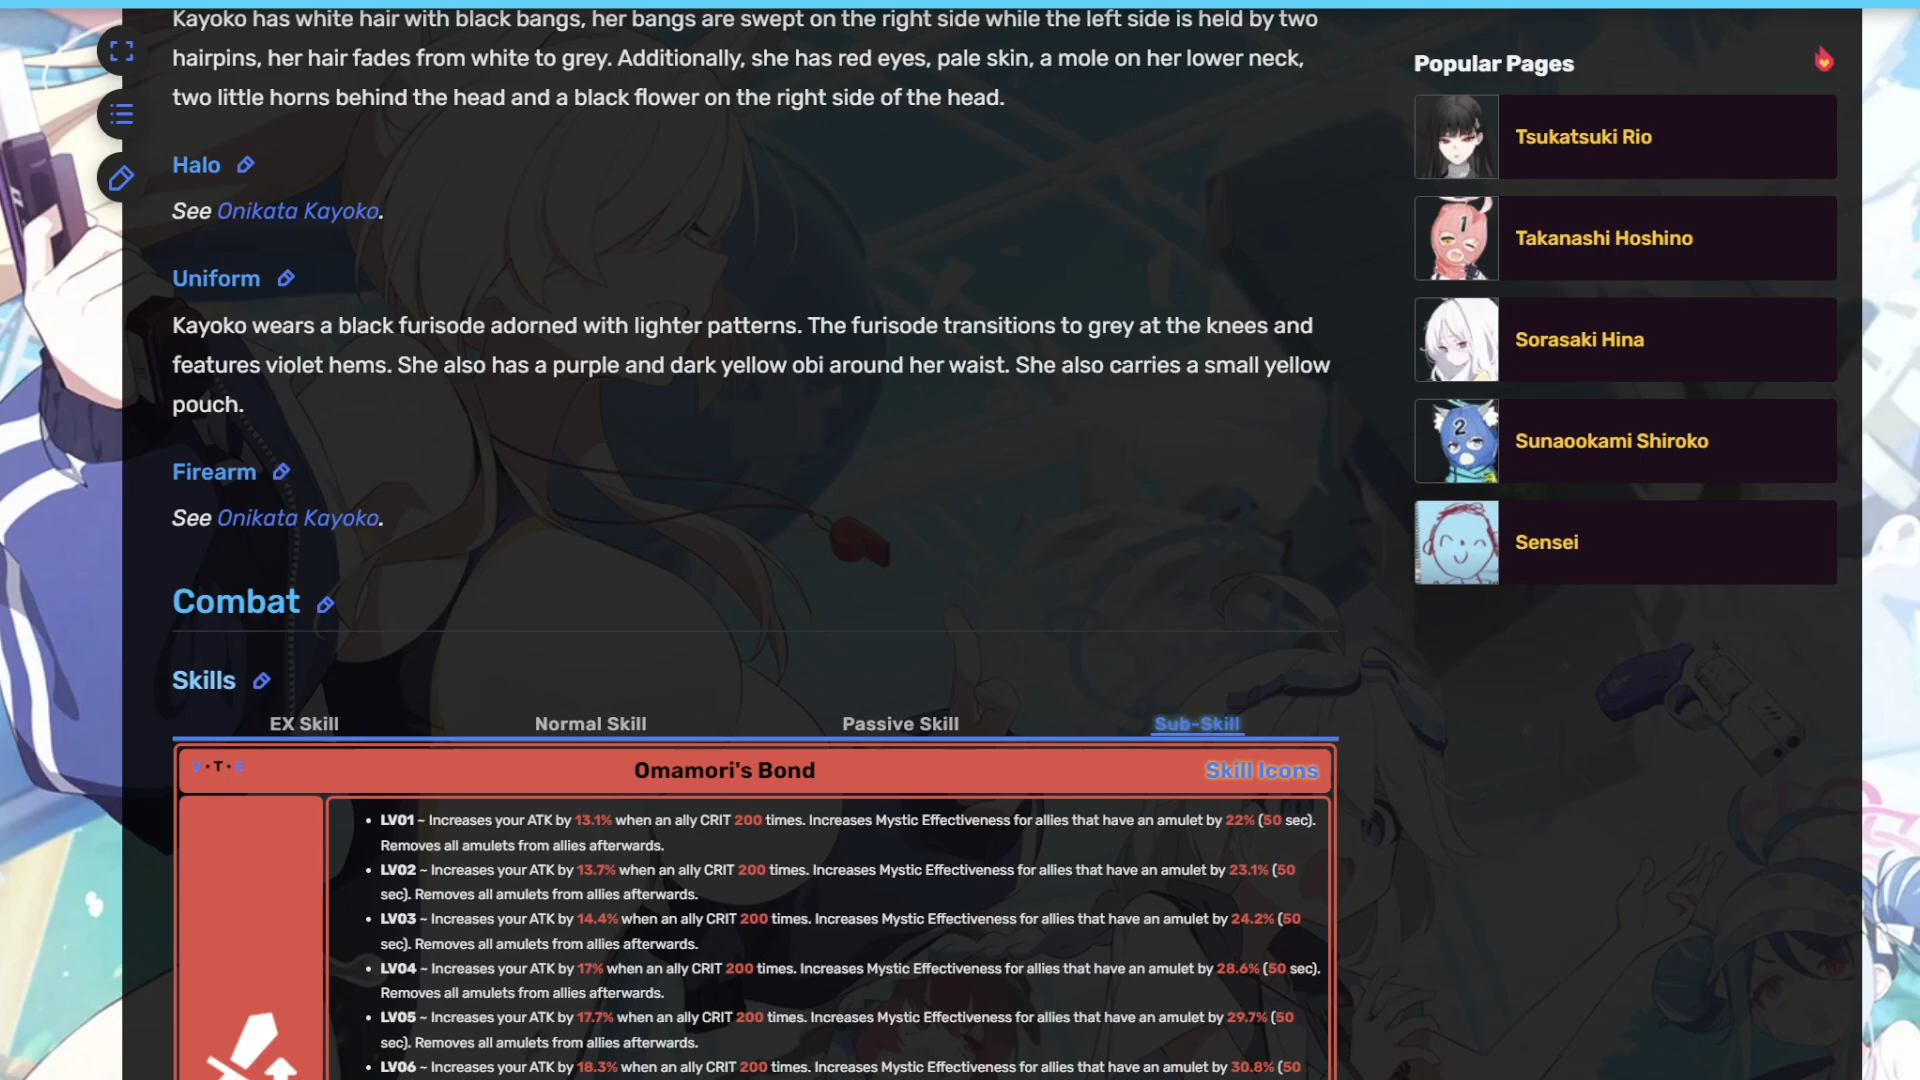 Kayoko has white hair with black bangs, her bangs are swept on the right side while the left side is held by two
hairpins, her hair fades from white to grey. Additionally, she has red eyes, pale skin, a mole on her lower neck,
two little horns behind the head and a black flower on the right side of the head.
Halo
See Onikata Kayoko.
Uniform
Kayoko wears a black furisode adorned with lighter patterns. The furisode transitions to grey at the knees and
features violet hems. She also has a purple and dark yellow obi around her waist. She also carries a small yellow
pouch.
Firearm
See Onikata Kayoko.
Combat
Skills
EX Skill Normal Skill Passive Skill Sub-Skill
V · T · E Omamori's Bond Skill Icons
• LV01 ~ Increases your ATK by 13.1% when an ally CRIT 200 times. Increases Mystic Effectiveness for allies that have an amulet by 22% (50 sec).
Removes all amulets from allies afterwards.
• LV02 ~ Increases your ATK by 13.7% when an ally CRIT 200 times. Increases Mystic Effectiveness for allies that have an amulet by 23.1% (50
sec). Removes all amulets from allies afterwards.
• LV03 ~ Increases your ATK by 14.4% when an ally CRIT 200 times. Increases Mystic Effectiveness for allies that have an amulet by 24.2% (50
sec). Removes all amulets from allies afterwards.
• LV04 ~ Increases your ATK by 17% when an ally CRIT 200 times. Increases Mystic Effectiveness for allies that have an amulet by 28.6% (50 sec).
Removes all amulets from allies afterwards.
• LV05 ~ Increases your ATK by 17.7% when an ally CRIT 200 times. Increases Mystic Effectiveness for allies that have an amulet by 29.7% (50
sec). Removes all amulets from allies afterwards.
• LV06 ~ Increases your ATK by 18.3% when an ally CRIT 200 times. Increases Mystic Effectiveness for allies that have an amulet by 30.8% (50
Popular Pages
Tsukatsuki Rio
1
Takanashi Hoshino
Sorasaki Hina
2
Sunaookami Shiroko
Sensei